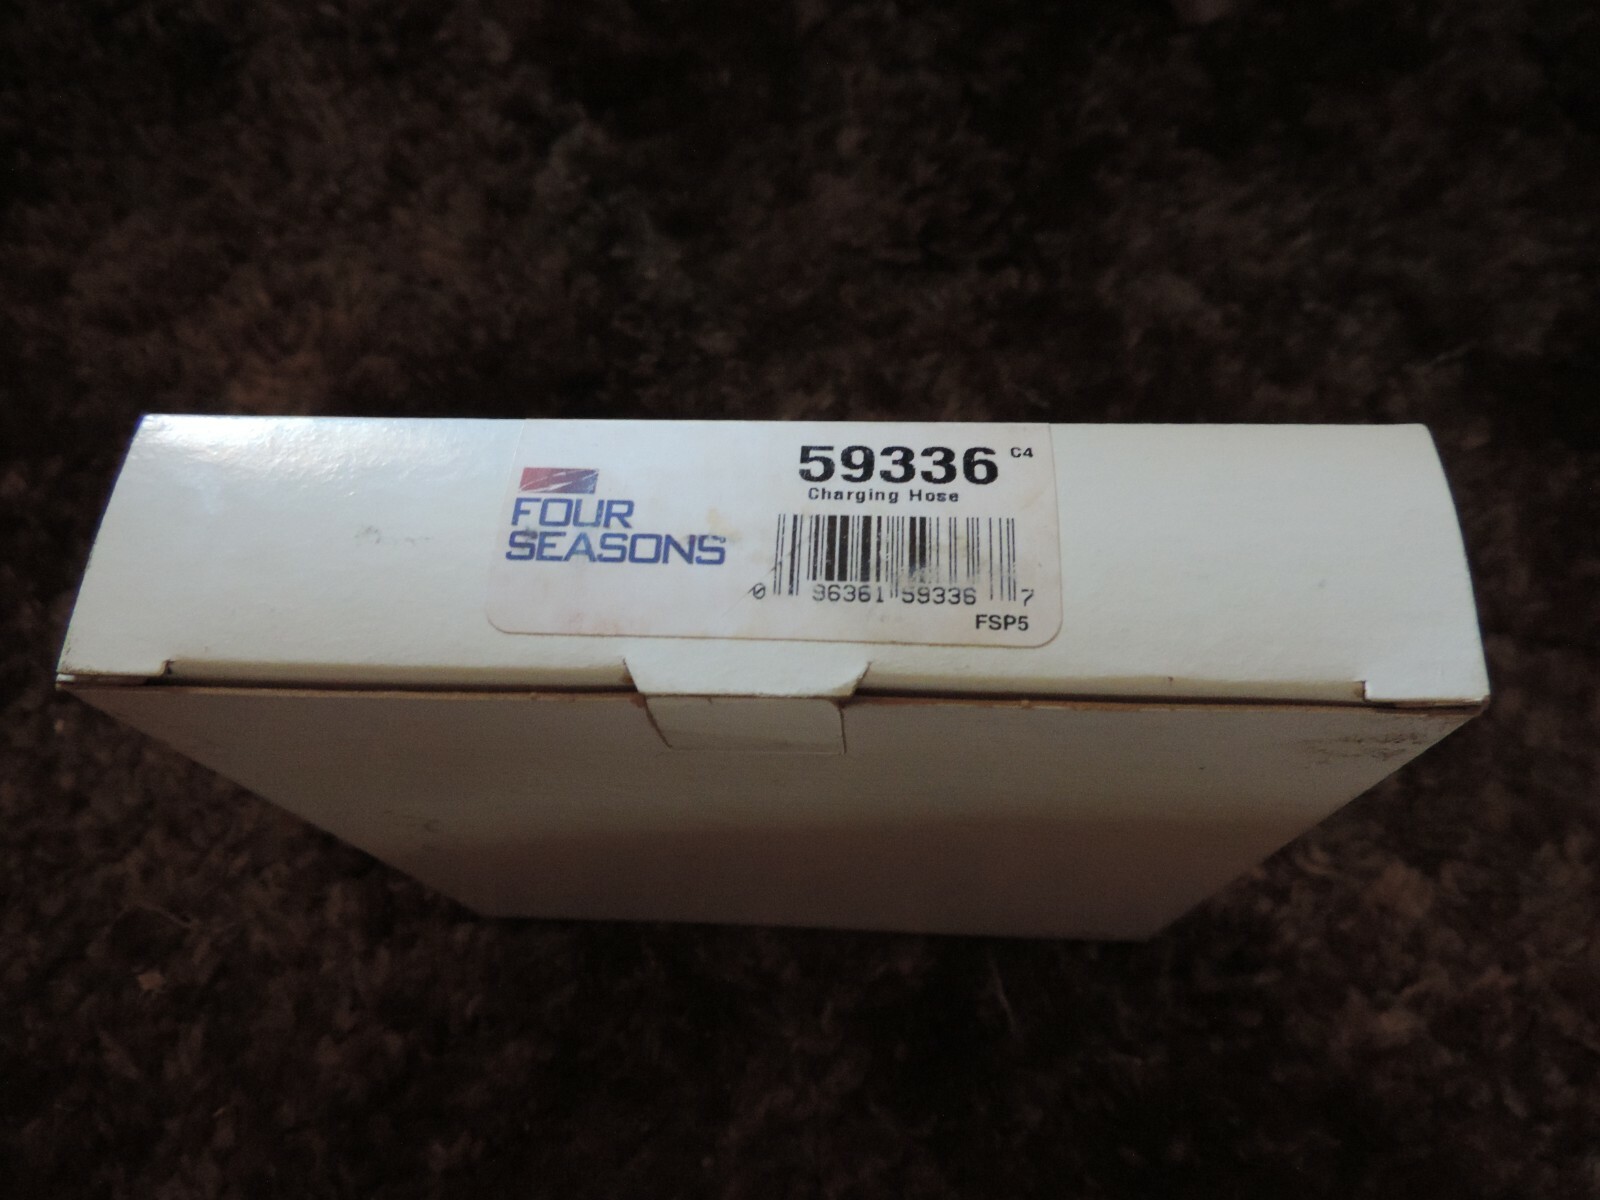 59336 C4
Charging Hose
FOUR
SEASONS
0 96361 59336 7
FSP5